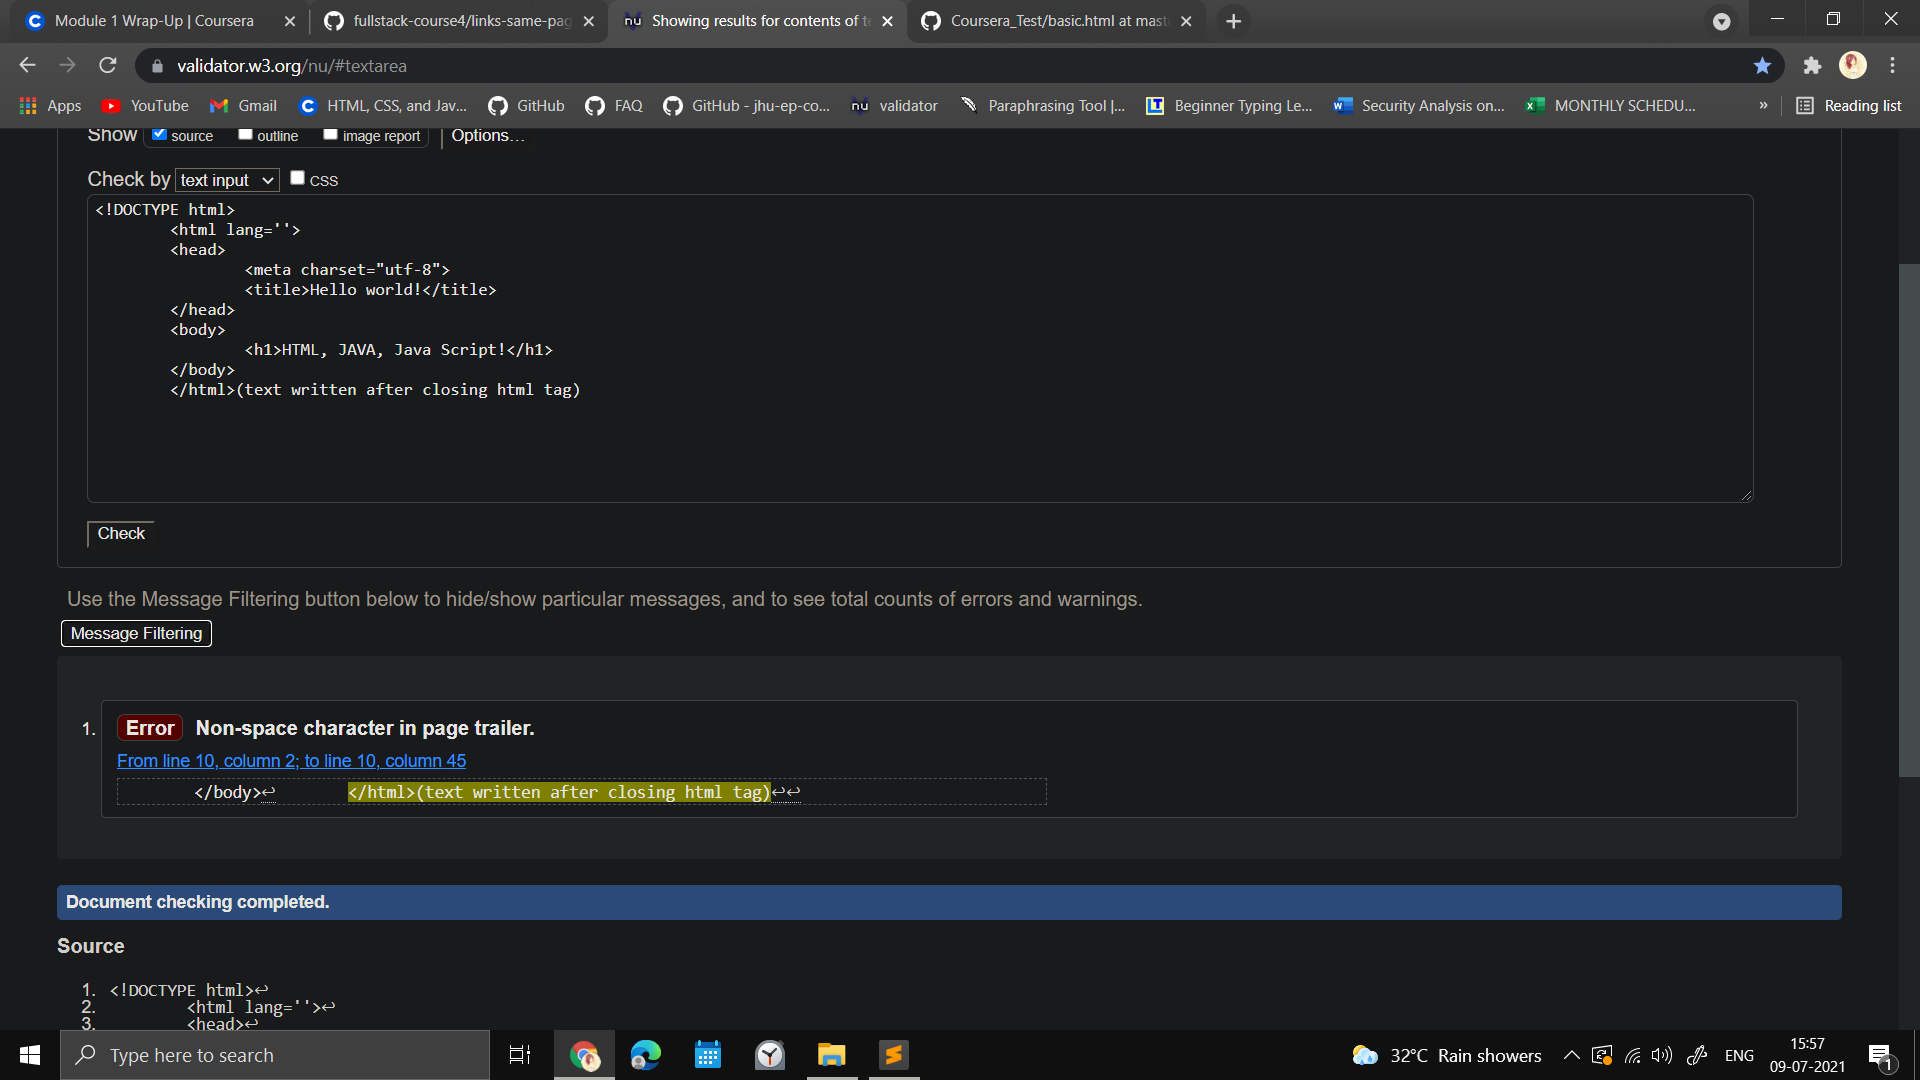 Module 1 Wrap-Up | Coursera
fullstack-course4/links-same-pag
nu Showing results for contents of te
Coursera_Test/basic.html at mast
validator.w3.org/nu/#textarea
Apps YouTube Gmail HTML, CSS, and Jav... GitHub FAQ GitHub - jhu-ep-co... nu validator Paraphrasing Tool |... LT Beginner Typing Le... Security Analysis on... MONTHLY SCHEDU... » Reading list
Show source outline image report Options...
Check by text input CSS
<!DOCTYPE html>
<html lang=''>
<head>
<meta charset="utf-8">
<title>Hello world!</title>
</head>
<body>
<h1>HTML, JAVA, Java Script!</h1>
</body>
</html>(text written after closing html tag)
Check
Use the Message Filtering button below to hide/show particular messages, and to see total counts of errors and warnings.
Message Filtering
1. Error Non-space character in page trailer.
From line 10, column 2; to line 10, column 45
</body>↩ </html>(text written after closing html tag)↩↩
Document checking completed.
Source
1. <!DOCTYPE html>↩
2. <html lang=''>↩
3. <head>↩
Type here to search
32°C Rain showers
ENG
15:57
09-07-2021
1